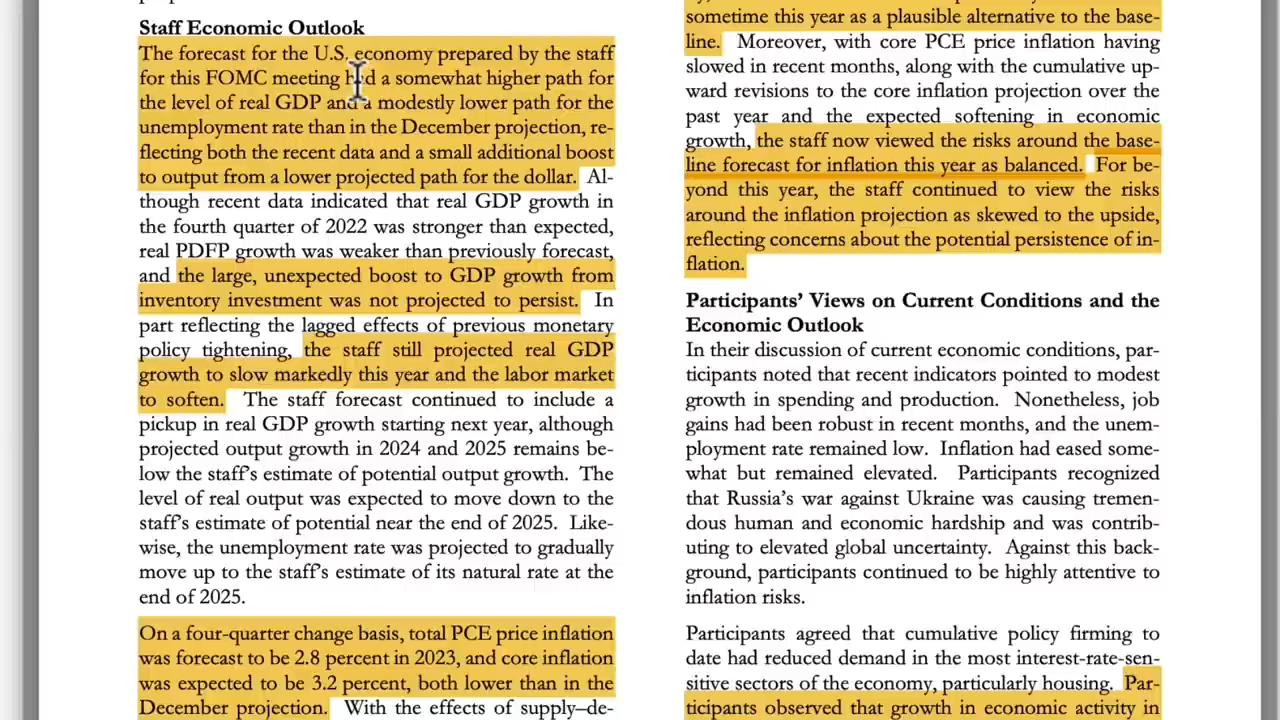 Staff Economic Outlook
The forecast for the U.S. economy prepared by the staff
for this FOMC meeting had a somewhat higher path for
the level of real GDP and a modestly lower path for the
unemployment rate than in the December projection, re-
flecting both the recent data and a small additional boost
to output from a lower projected path for the dollar. Al-
though recent data indicated that real GDP growth in
the fourth quarter of 2022 was stronger than expected,
real PDFP growth was weaker than previously forecast,
and the large, unexpected boost to GDP growth from
inventory investment was not projected to persist. In
part reflecting the lagged effects of previous monetary
policy tightening, the staff still projected real GDP
growth to slow markedly this year and the labor market
to soften. The staff forecast continued to include a
pickup in real GDP growth starting next year, although
projected output growth in 2024 and 2025 remains be-
low the staff's estimate of potential output growth. The
level of real output was expected to move down to the
staff's estimate of potential near the end of 2025. Like-
wise, the unemployment rate was projected to gradually
move up to the staff's estimate of its natural rate at the
end of 2025.
On a four-quarter change basis, total PCE price inflation
was forecast to be 2.8 percent in 2023, and core inflation
was expected to be 3.2 percent, both lower than in the
December projection. With the effects of supply–de-
sometime this year as a plausible alternative to the base-
line. Moreover, with core PCE price inflation having
slowed in recent months, along with the cumulative up-
ward revisions to the core inflation projection over the
past year and the expected softening in economic
growth, the staff now viewed the risks around the base-
line forecast for inflation this year as balanced. For be-
yond this year, the staff continued to view the risks
around the inflation projection as skewed to the upside,
reflecting concerns about the potential persistence of in-
flation.
Participants' Views on Current Conditions and the
Economic Outlook
In their discussion of current economic conditions, par-
ticipants noted that recent indicators pointed to modest
growth in spending and production. Nonetheless, job
gains had been robust in recent months, and the unem-
ployment rate remained low. Inflation had eased some-
what but remained elevated. Participants recognized
that Russia's war against Ukraine was causing tremen-
dous human and economic hardship and was contrib-
uting to elevated global uncertainty. Against this back-
ground, participants continued to be highly attentive to
inflation risks.
Participants agreed that cumulative policy firming to
date had reduced demand in the most interest-rate-sen-
sitive sectors of the economy, particularly housing. Par-
ticipants observed that growth in economic activity in